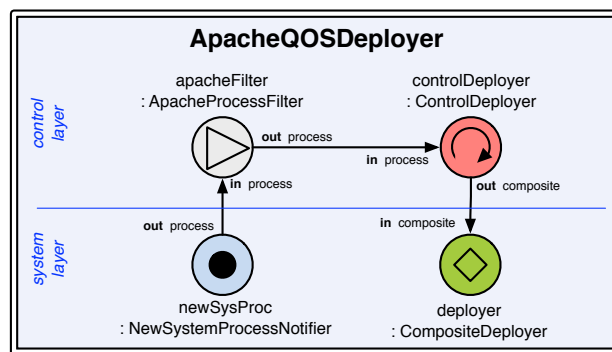 ApacheQOSDeployer
control
layer
apacheFilter
: ApacheProcessFilter
controlDeployer
: ControlDeployer
out process
in process
in process
out composite
system
layer
out process
in composite
newSysProc
: NewSystemProcessNotifier
deployer
: CompositeDeployer